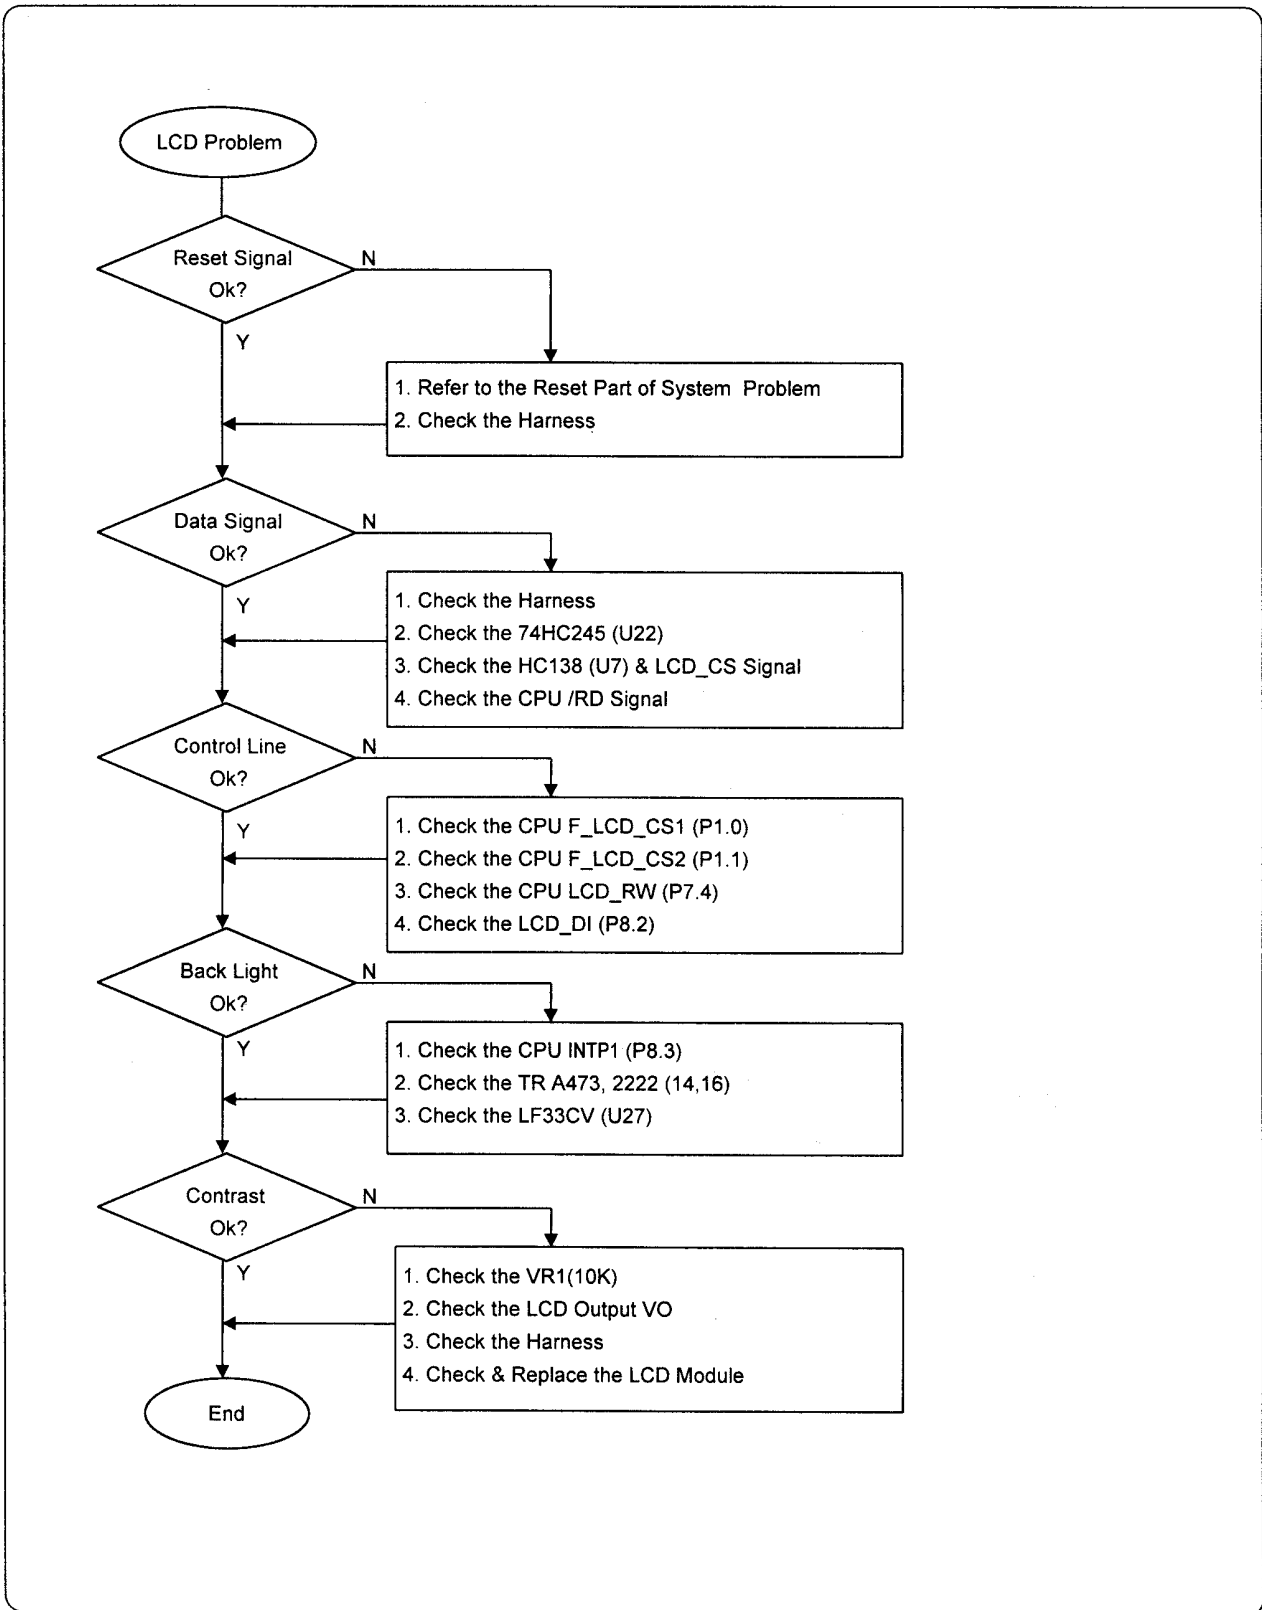 LCD Problem
Reset Signal
Ok?
N
Y
1. Refer to the Reset Part of System Problem
2. Check the Harness
Data Signal
Ok?
N
Y
1. Check the Harness
2. Check the 74HC245 (U22)
3. Check the HC138 (U7) & LCD_CS Signal
4. Check the CPU /RD Signal
Control Line
Ok?
N
Y
1. Check the CPU F_LCD_CS1 (P1.0)
2. Check the CPU F_LCD_CS2 (P1.1)
3. Check the CPU LCD_RW (P7.4)
4. Check the LCD_DI (P8.2)
Back Light
Ok?
N
Y
1. Check the CPU INTP1 (P8.3)
2. Check the TR A473, 2222 (14,16)
3. Check the LF33CV (U27)
Contrast
Ok?
N
Y
1. Check the VR1(10K)
2. Check the LCD Output VO
3. Check the Harness
4. Check & Replace the LCD Module
End